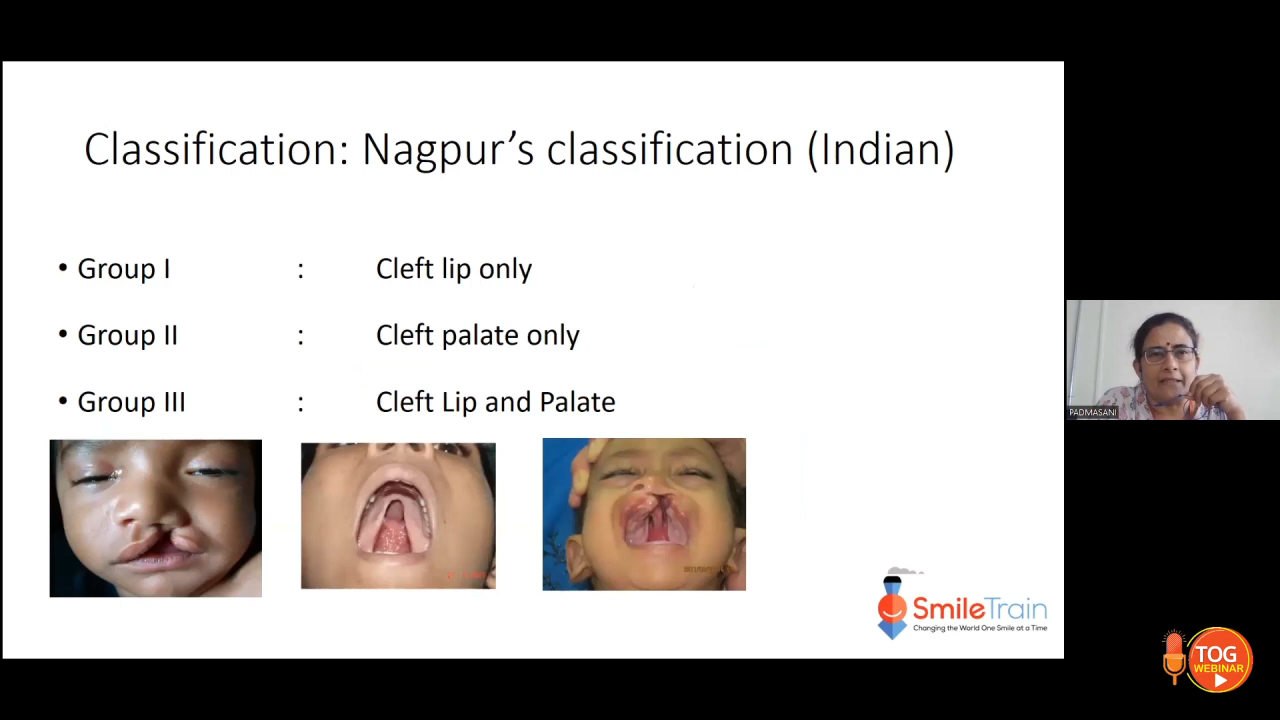 Classification: Nagpur’s classification (Indian)
• Group I : Cleft lip only
• Group II : Cleft palate only
• Group III : Cleft Lip and Palate
PADMASANI
SmileTrain
Changing the World One Smile at a Time
TOG
WEBINAR